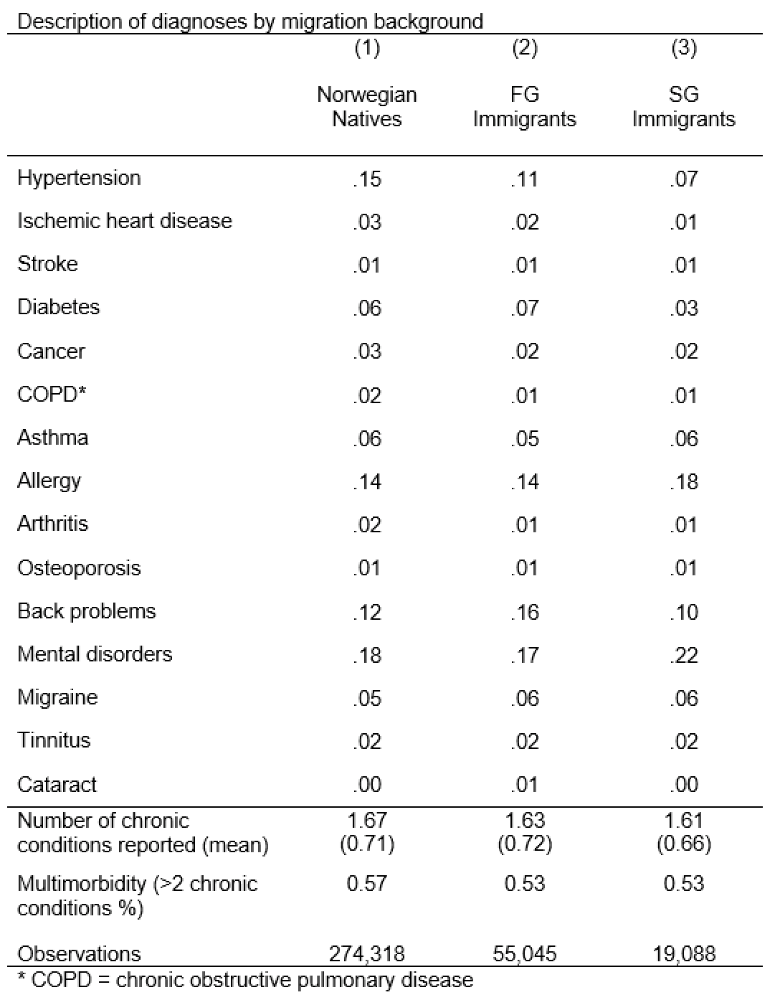 Description of diagnoses by migration background
(1) (2) (3)
Norwegian FG SG
Natives Immigrants Immigrants
Hypertension .15 .11 .07
Ischemic heart disease .03 .02 .01
Stroke .01 .01 .01
Diabetes .06 .07 .03
Cancer .03 .02 .02
COPD* .02 .01 .01
Asthma .06 .05 .06
Allergy .14 .14 .18
Arthritis .02 .01 .01
Osteoporosis .01 .01 .01
Back problems .12 .16 .10
Mental disorders .18 .17 .22
Migraine .05 .06 .06
Tinnitus .02 .02 .02
Cataract .00 .01 .00
Number of chronic 1.67 1.63 1.61
conditions reported (mean) (0.71) (0.72) (0.66)
Multimorbidity (>2 chronic 0.57 0.53 0.53
conditions %)
Observations 274,318 55,045 19,088
* COPD = chronic obstructive pulmonary disease